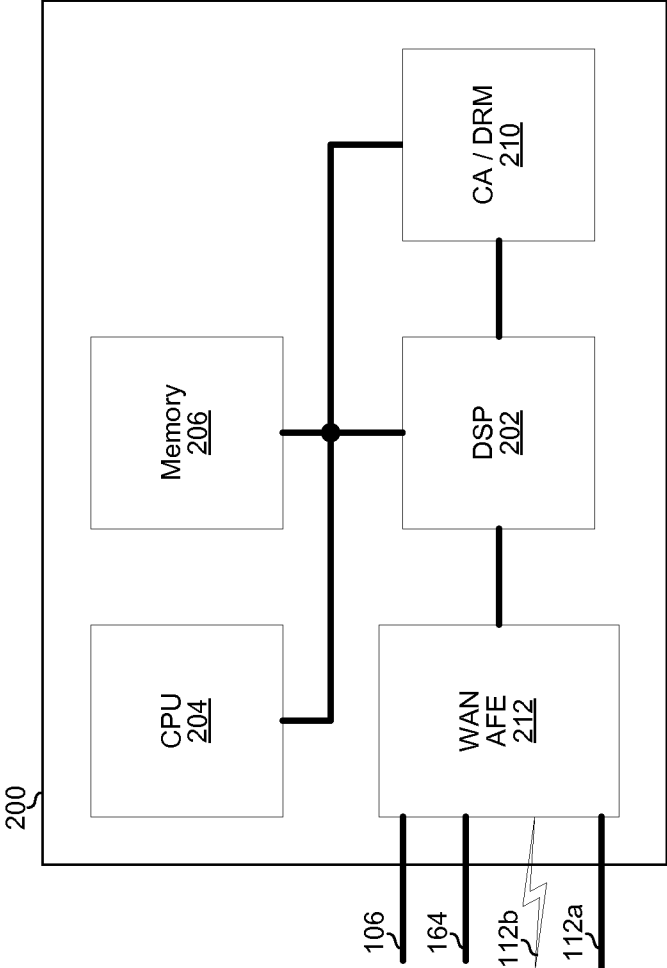 200
CPU
204
Memory
206
106
164
112b
112a
WAN
AFE
212
DSP
202
CA / DRM
210